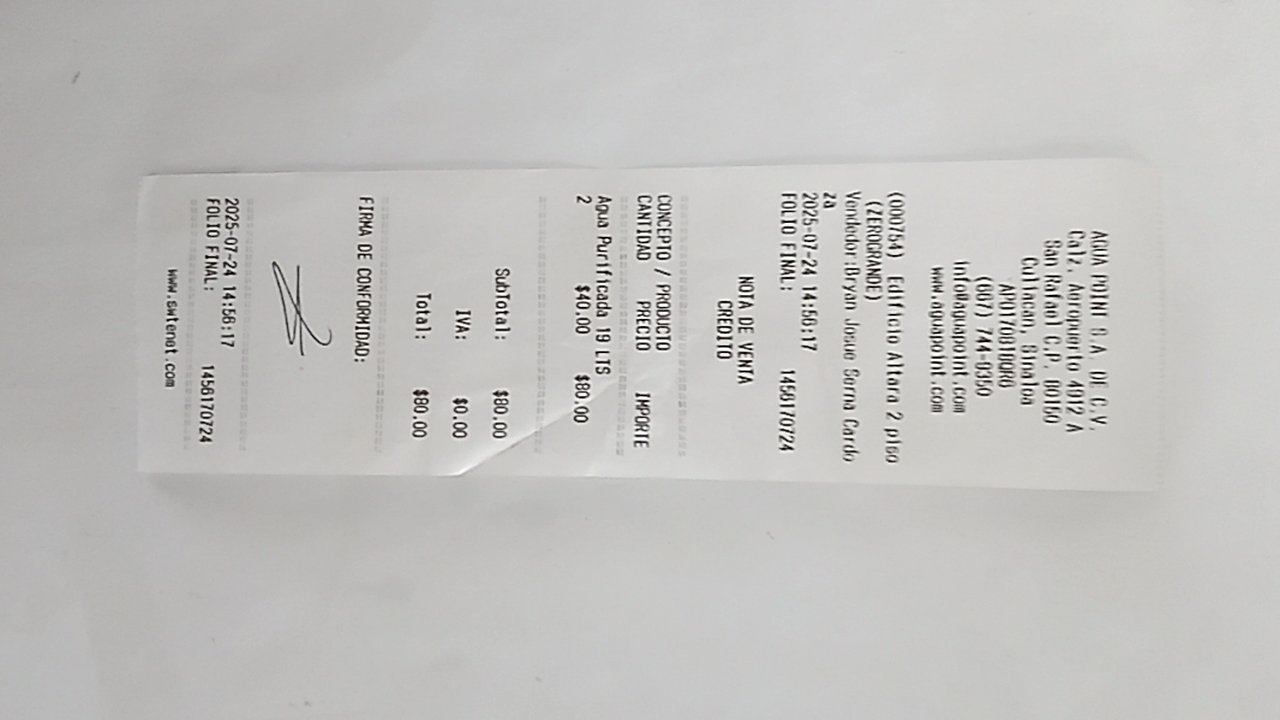 AGUA POINT S.A DE C.V.
Calz. Aeropuerto 4912 A
San Rafael C.P. 80150
Culiacan, Sinaloa
(667) 744-0350
info@aguapoint.com
www.aguapoint.com
(000754) Edificio Altara 2 piso
(ZEROGRANDE)
Vendedor:Bryan Josue Serna Cardo
za
2025-07-24 14:56:17
FOLIO FINAL: 1456170724
NOTA DE VENTA
CREDITO
CONCEPTO / PRODUCTO
CANTIDAD PRECIO IMPORTE
Agua Purificada 19 LTS
2 $40.00 $80.00
SubTotal: $80.00
IVA: $0.00
Total: $80.00
FIRMA DE CONFORMIDAD:
2025-07-24 14:56:17
FOLIO FINAL: 1456170724
www.swtenet.com